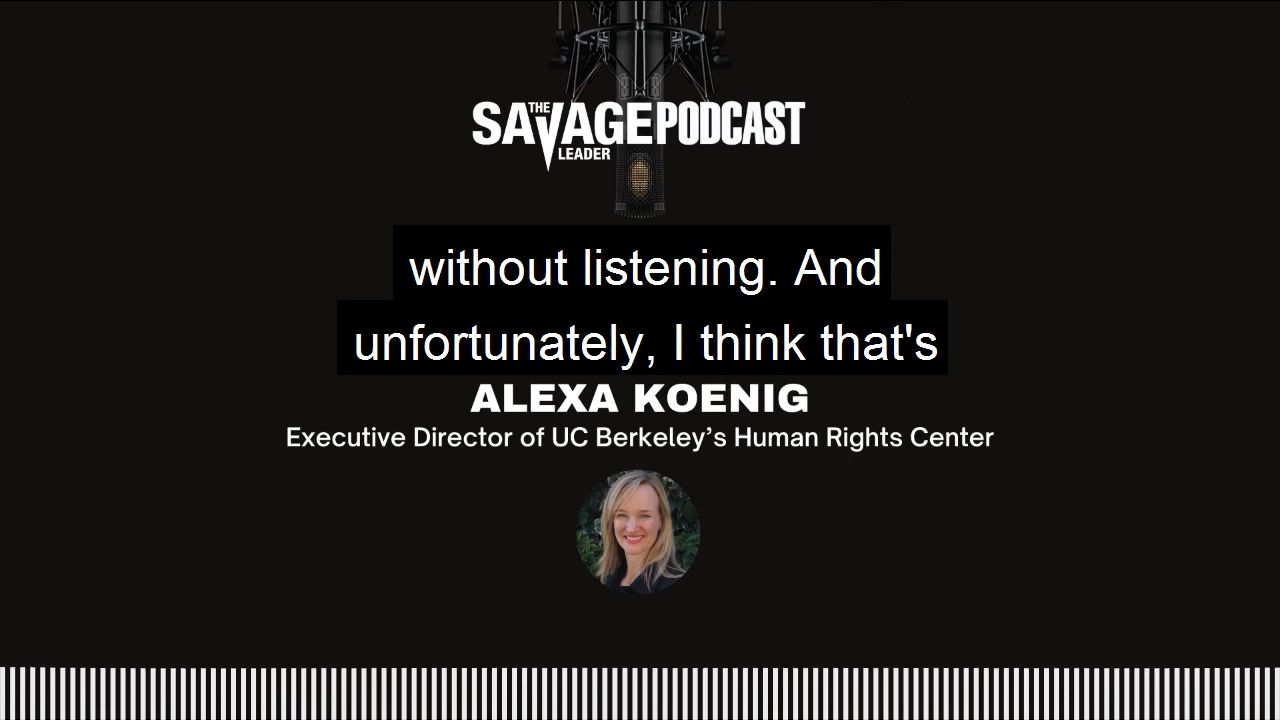 THE SAVAGE LEADER PODCAST
without listening. And
unfortunately, I think that's
ALEXA KOENIG
Executive Director of UC Berkeley’s Human Rights Center